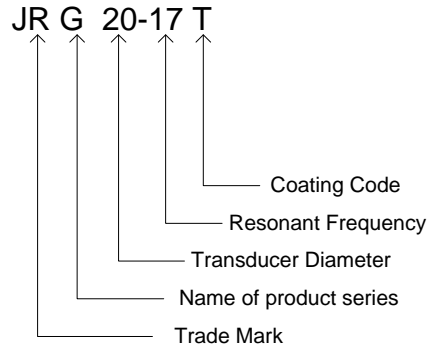 JR G 20-17 T
Coating Code
Resonant Frequency
Transducer Diameter
Name of product series
Trade Mark